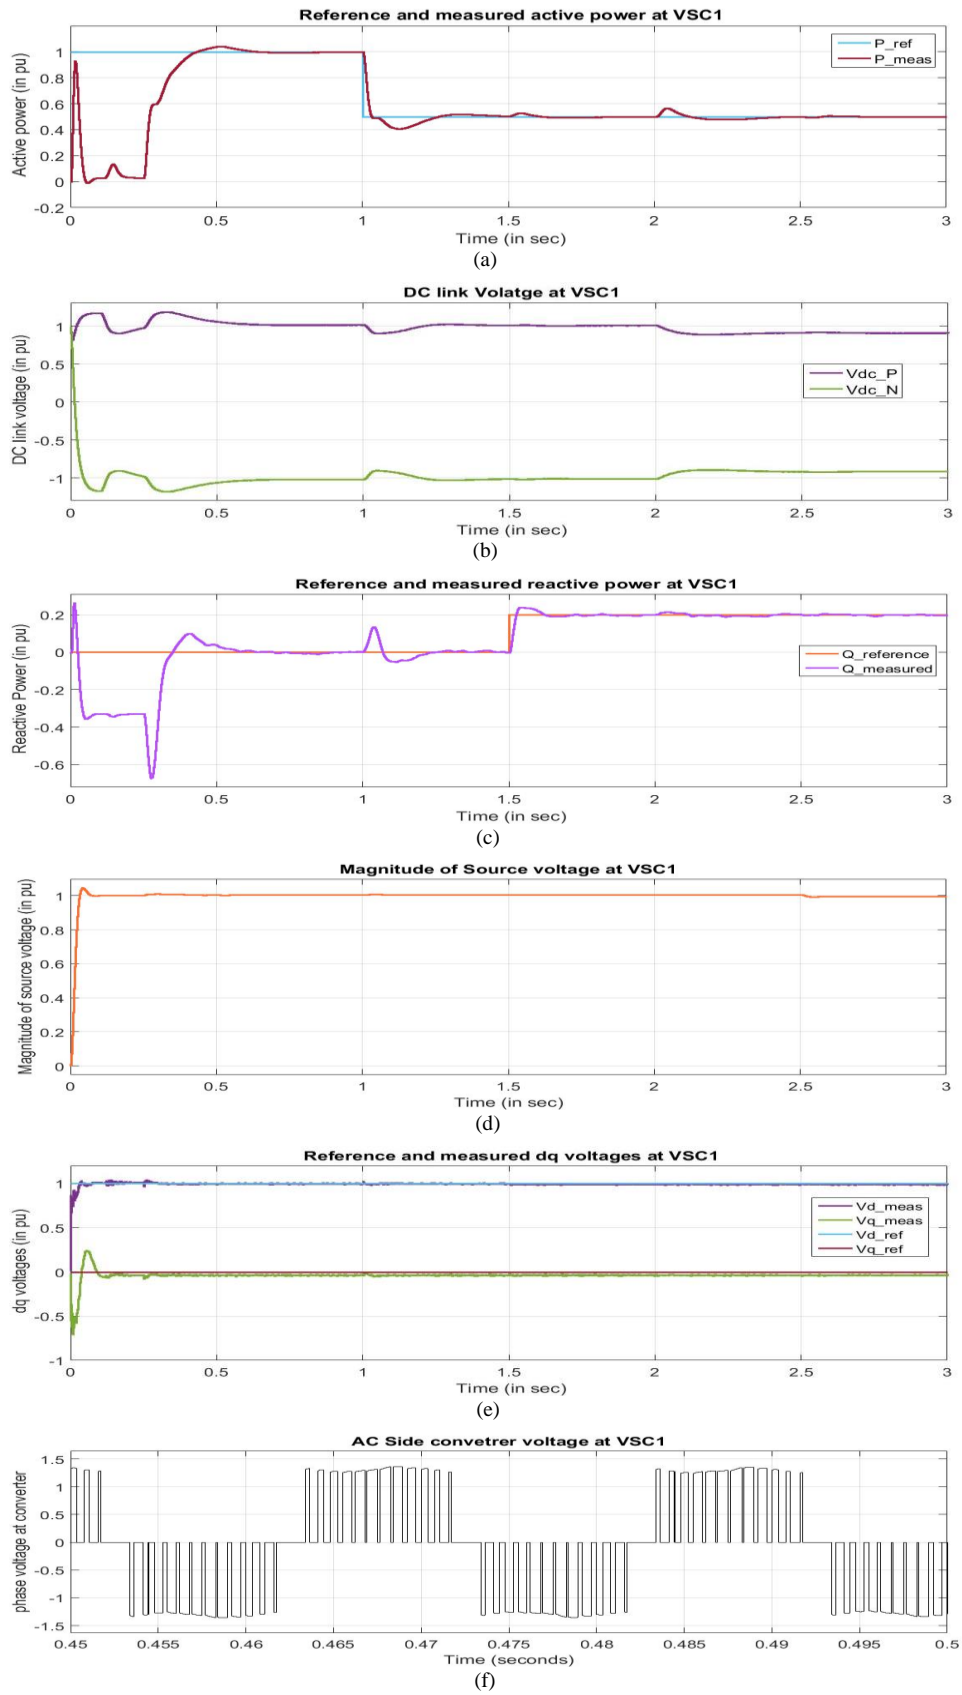 Reference and measured active power at VSC1
Active power (in pu)
1
0.8
0.6
0.4
0.2
0
-0.2
P_ref
P_meas
0 0.5 1 1.5 2 2.5 3
Time (in sec)
(a)
DC link Volatge at VSC1
DC link voltage (in pu)
1
0.5
0
-0.5
-1
Vdc_P
Vdc_N
0 0.5 1 1.5 2 2.5 3
Time (in sec)
(b)
Reference and measured reactive power at VSC1
Reactive Power (in pu)
0.2
0
-0.2
-0.4
-0.6
Q_reference
Q_measured
0 0.5 1 1.5 2 2.5 3
Time (in sec)
(c)
Magnitude of Source voltage at VSC1
Magnitude of source voltage (in pu)
1
0.8
0.6
0.4
0.2
0
0 0.5 1 1.5 2 2.5 3
Time (in sec)
(d)
Reference and measured dq voltages at VSC1
dq voltages (in pu)
1
0.5
0
-0.5
-1
Vd_meas
Vq_meas
Vd_ref
Vq_ref
0 0.5 1 1.5 2 2.5 3
Time (in sec)
(e)
AC Side convetrer voltage at VSC1
phase voltage at converter
1.5
1
0.5
0
-0.5
-1
-1.5
0.45 0.455 0.46 0.465 0.47 0.475 0.48 0.485 0.49 0.495 0.5
Time (seconds)
(f)